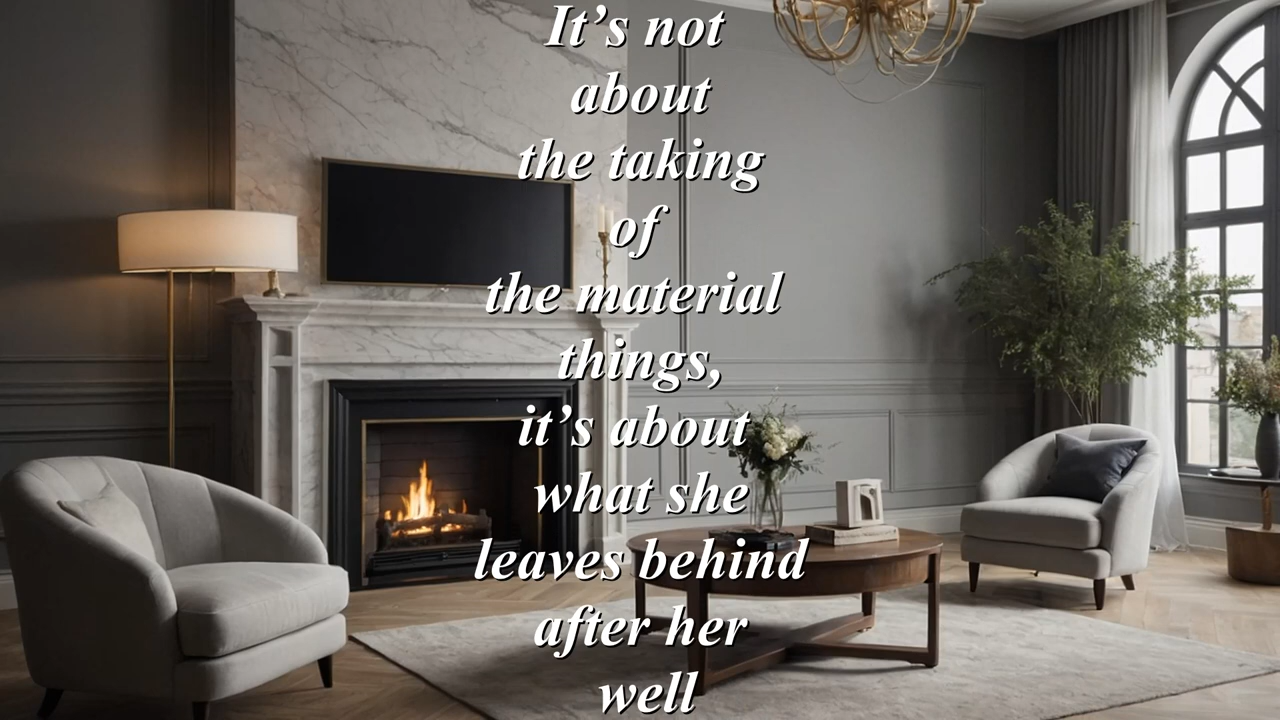 It’s not
about
the taking
of
the material
things,
it’s about
what she
leaves behind
after her
well